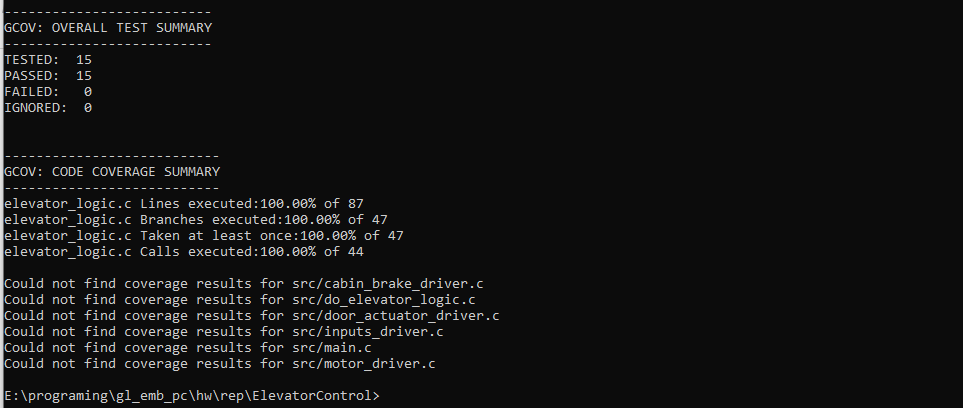 --------------------------
GCOV: OVERALL TEST SUMMARY
--------------------------
TESTED:  15
PASSED:  15
FAILED:   0
IGNORED:  0
---------------------------
GCOV: CODE COVERAGE SUMMARY
---------------------------
elevator_logic.c Lines executed:100.00% of 87
elevator_logic.c Branches executed:100.00% of 47
elevator_logic.c Taken at least once:100.00% of 47
elevator_logic.c Calls executed:100.00% of 44
Could not find coverage results for src/cabin_brake_driver.c
Could not find coverage results for src/do_elevator_logic.c
Could not find coverage results for src/door_actuator_driver.c
Could not find coverage results for src/inputs_driver.c
Could not find coverage results for src/main.c
Could not find coverage results for src/motor_driver.c
E:\programing\gl_emb_pc\hw\rep\ElevatorControl>